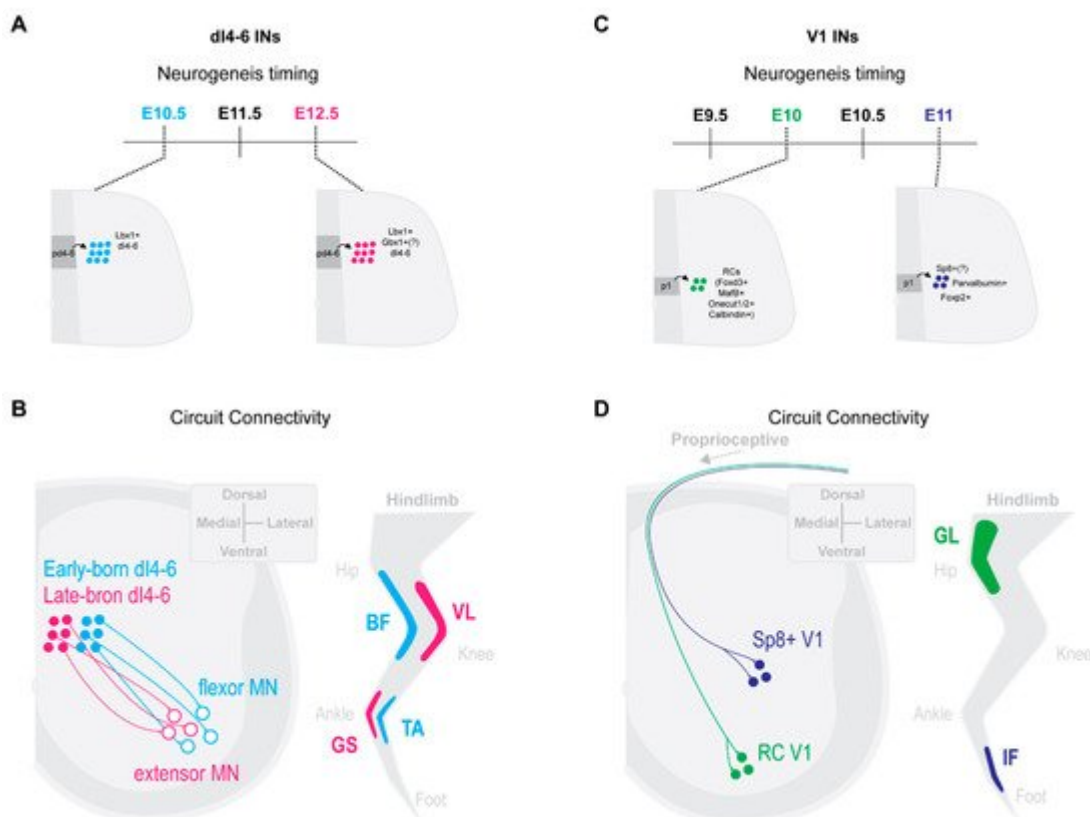 A
dI4-6 INs
Neurogeneis timing
E10.5 E11.5 E12.5
Lbx1+
dI4-6
pd4-6
Lbx1+
Gbx1+(?)
dI4-6
pd4-6
C
V1 INs
Neurogeneis timing
E9.5 E10 E10.5 E11
RCs
(Foxd3+
MafB+
Onecut1/2+
Calbindin+)
p1
Sp8+(?)
Parvalbumin+
Foxp2+
p1
B
Circuit Connectivity
Dorsal
Medial Lateral
Ventral
Early-born dI4-6
Late-bron dI4-6
flexor MN
extensor MN
Hindlimb
Hip
BF
VL
Knee
Ankle
GS
TA
Foot
D
Circuit Connectivity
Proprioceptive
Dorsal
Medial Lateral
Ventral
Sp8+ V1
RC V1
Hindlimb
GL
Hip
Knee
Ankle
IF
Foot